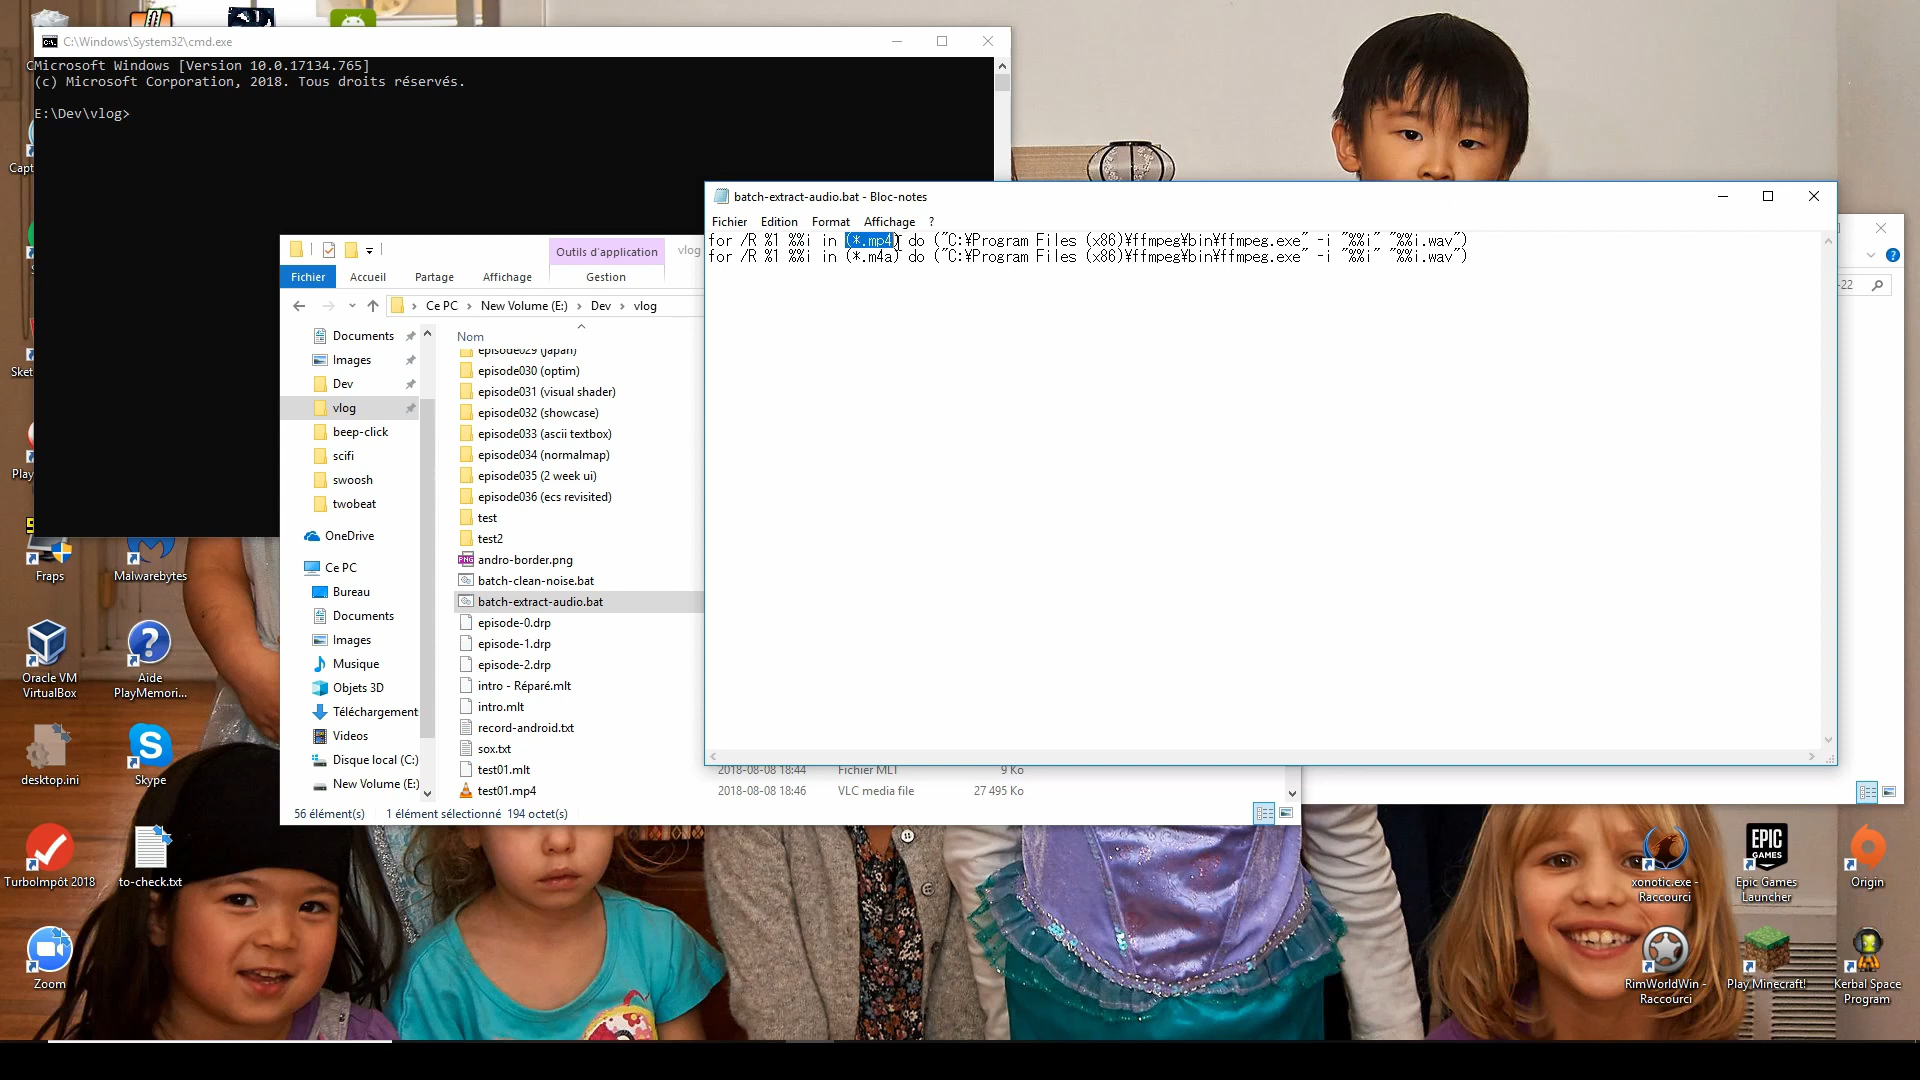 C:\Windows\System32\cmd.exe
Microsoft Windows [Version 10.0.17134.765]
(c) Microsoft Corporation, 2018. Tous droits réservés.
E:\Dev\vlog>
batch-extract-audio.bat - Bloc-notes
Fichier Edition Format Affichage ?
for /R %1 %%i in (*.mp4) do ("C:¥Program Files (x86)¥ffmpeg¥bin¥ffmpeg.exe" -i "%%i" "%%i.wav")
for /R %1 %%i in (*.m4a) do ("C:¥Program Files (x86)¥ffmpeg¥bin¥ffmpeg.exe" -i "%%i" "%%i.wav")
Outils d'application
vlog
Fichier Accueil Partage Affichage Gestion
Ce PC > New Volume (E:) > Dev > vlog
-22
Documents
Images
Dev
vlog
beep-click
scifi
swoosh
twobeat
OneDrive
Ce PC
Bureau
Documents
Images
Musique
Objets 3D
Téléchargement
Videos
Disque local (C:)
New Volume (E:)
Nom
episode029 (japan)
episode030 (optim)
episode031 (visual shader)
episode032 (showcase)
episode033 (ascii textbox)
episode034 (normalmap)
episode035 (2 week ui)
episode036 (ecs revisited)
test
test2
andro-border.png
batch-clean-noise.bat
batch-extract-audio.bat
episode-0.drp
episode-1.drp
episode-2.drp
intro - Réparé.mlt
intro.mlt
record-android.txt
sox.txt
test01.mlt 2018-08-08 18:44 Fichier MLT 9 Ko
test01.mp4 2018-08-08 18:46 VLC media file 27 495 Ko
56 élément(s) 1 élément sélectionné 194 octet(s)
Capt
Sket
Play
Fraps
Malwarebytes
Oracle VM VirtualBox
Aide PlayMemori...
desktop.ini
Skype
TurboImpôt 2018
to-check.txt
Zoom
xonotic.exe - Raccourci
EPIC GAMES
Epic Games Launcher
Origin
RimWorldWin - Raccourci
Play Minecraft!
Kerbal Space Program